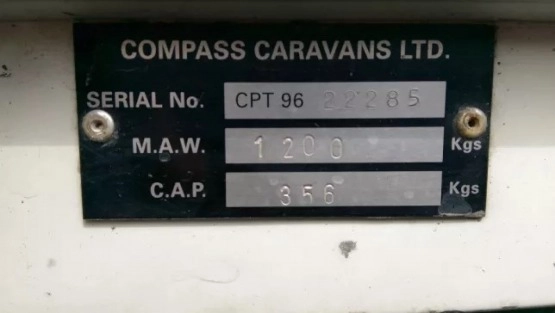 COMPASS CARAVANS LTD.
SERIAL No. CPT 96 22285
M.A.W. 1200 Kgs
C.A.P. 356 Kgs